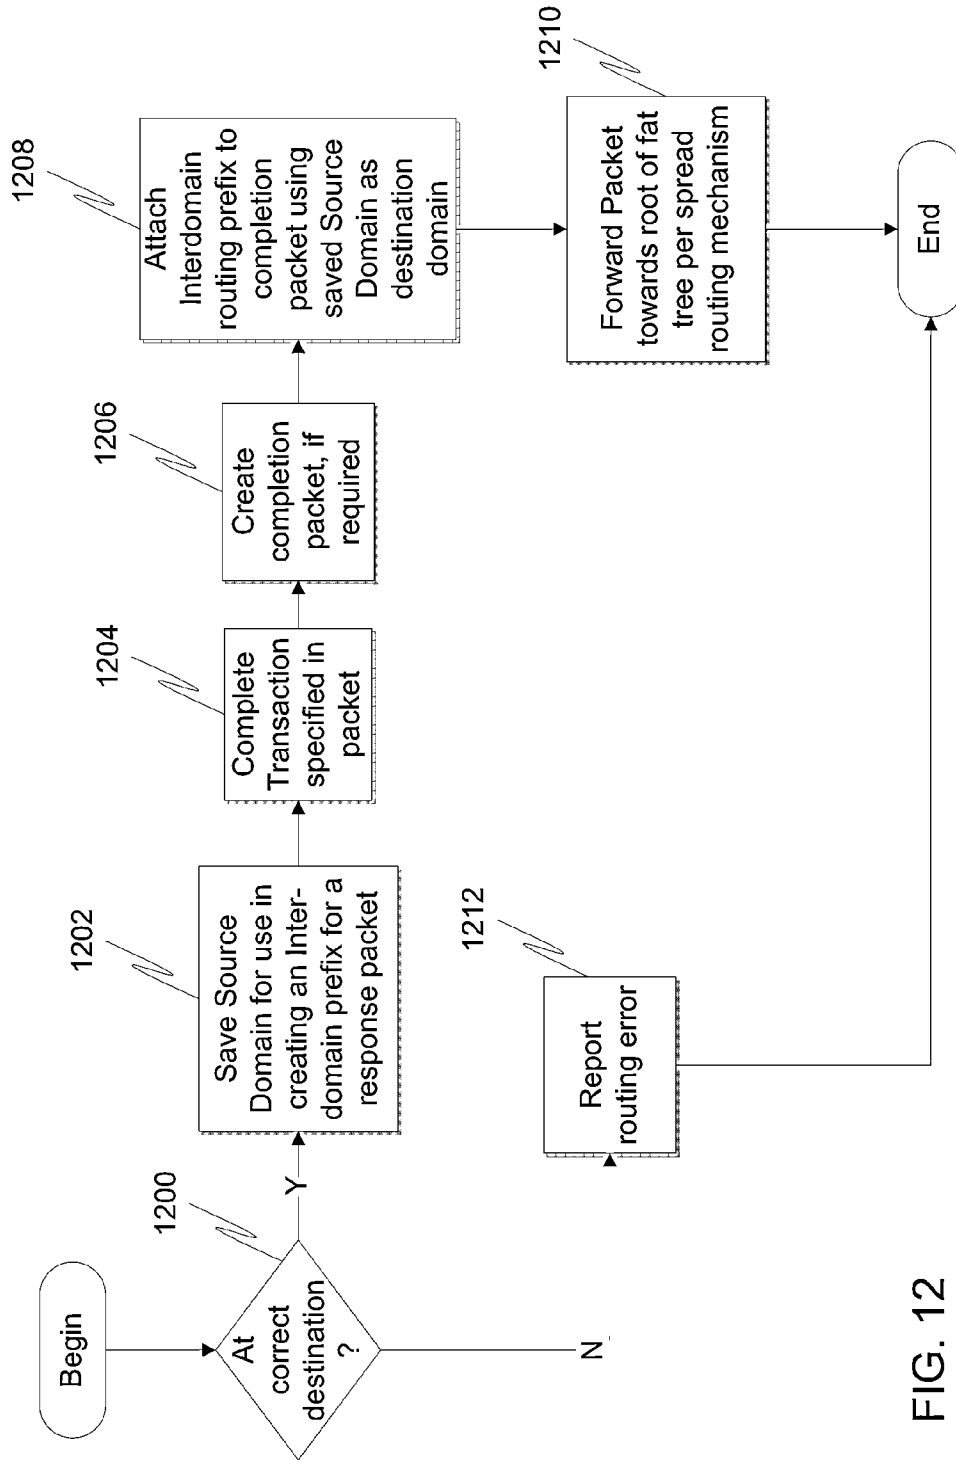 Begin
1200
At
correct
destination
?
Y
N
1202
Save Source
Domain for use in
creating an Inter-
domain prefix for a
response packet
1204
Complete
Transaction
specified in
packet
1206
Create
completion
packet, if
required
1208
Attach
Interdomain
routing prefix to
completion
packet using
saved Source
Domain as
destination
domain
1210
Forward Packet
towards root of fat
tree per spread
routing mechanism
1212
Report
routing error
End
FIG. 12